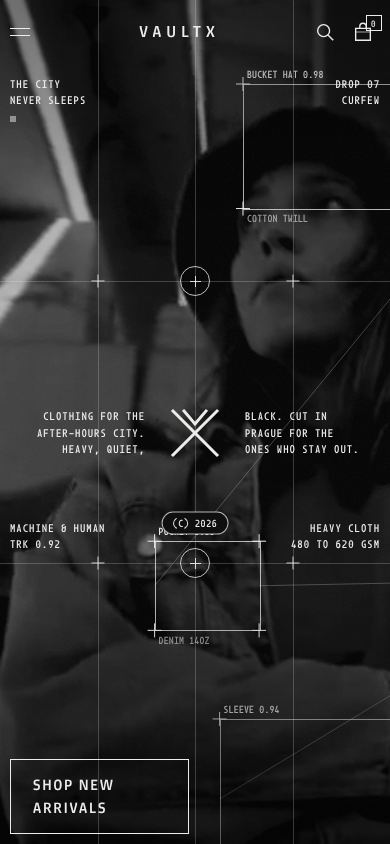 VAULTX
0
THE CITY
NEVER SLEEPS
BUCKET HAT 0.98
DROP 07
CURFEW
COTTON TWILL
CLOTHING FOR THE
AFTER-HOURS CITY.
HEAVY, QUIET,
BLACK. CUT IN
PRAGUE FOR THE
ONES WHO STAY OUT.
(C) 2026
MACHINE & HUMAN
TRK 0.92
HEAVY CLOTH
480 TO 620 GSM
DENIM 14OZ
SLEEVE 0.94
SHOP NEW
ARRIVALS